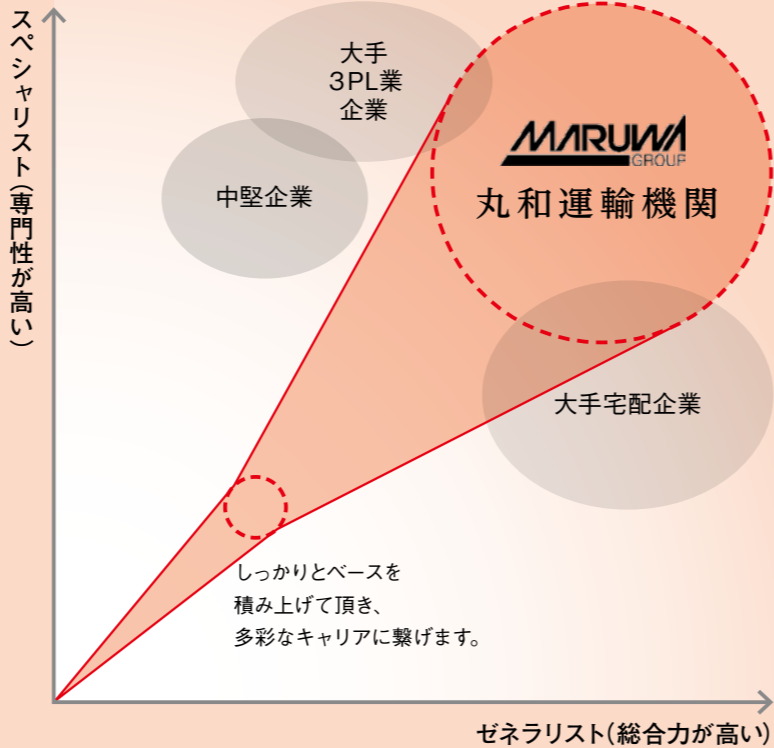 スペシャリスト（専門性が高い）
大手
3PL業
企業
MARUWA
GROUP
丸和運輸機関
中堅企業
大手宅配企業
しっかりとベースを
積み上げて頂き、
多彩なキャリアに繋げます。
ゼネラリスト（総合力が高い）